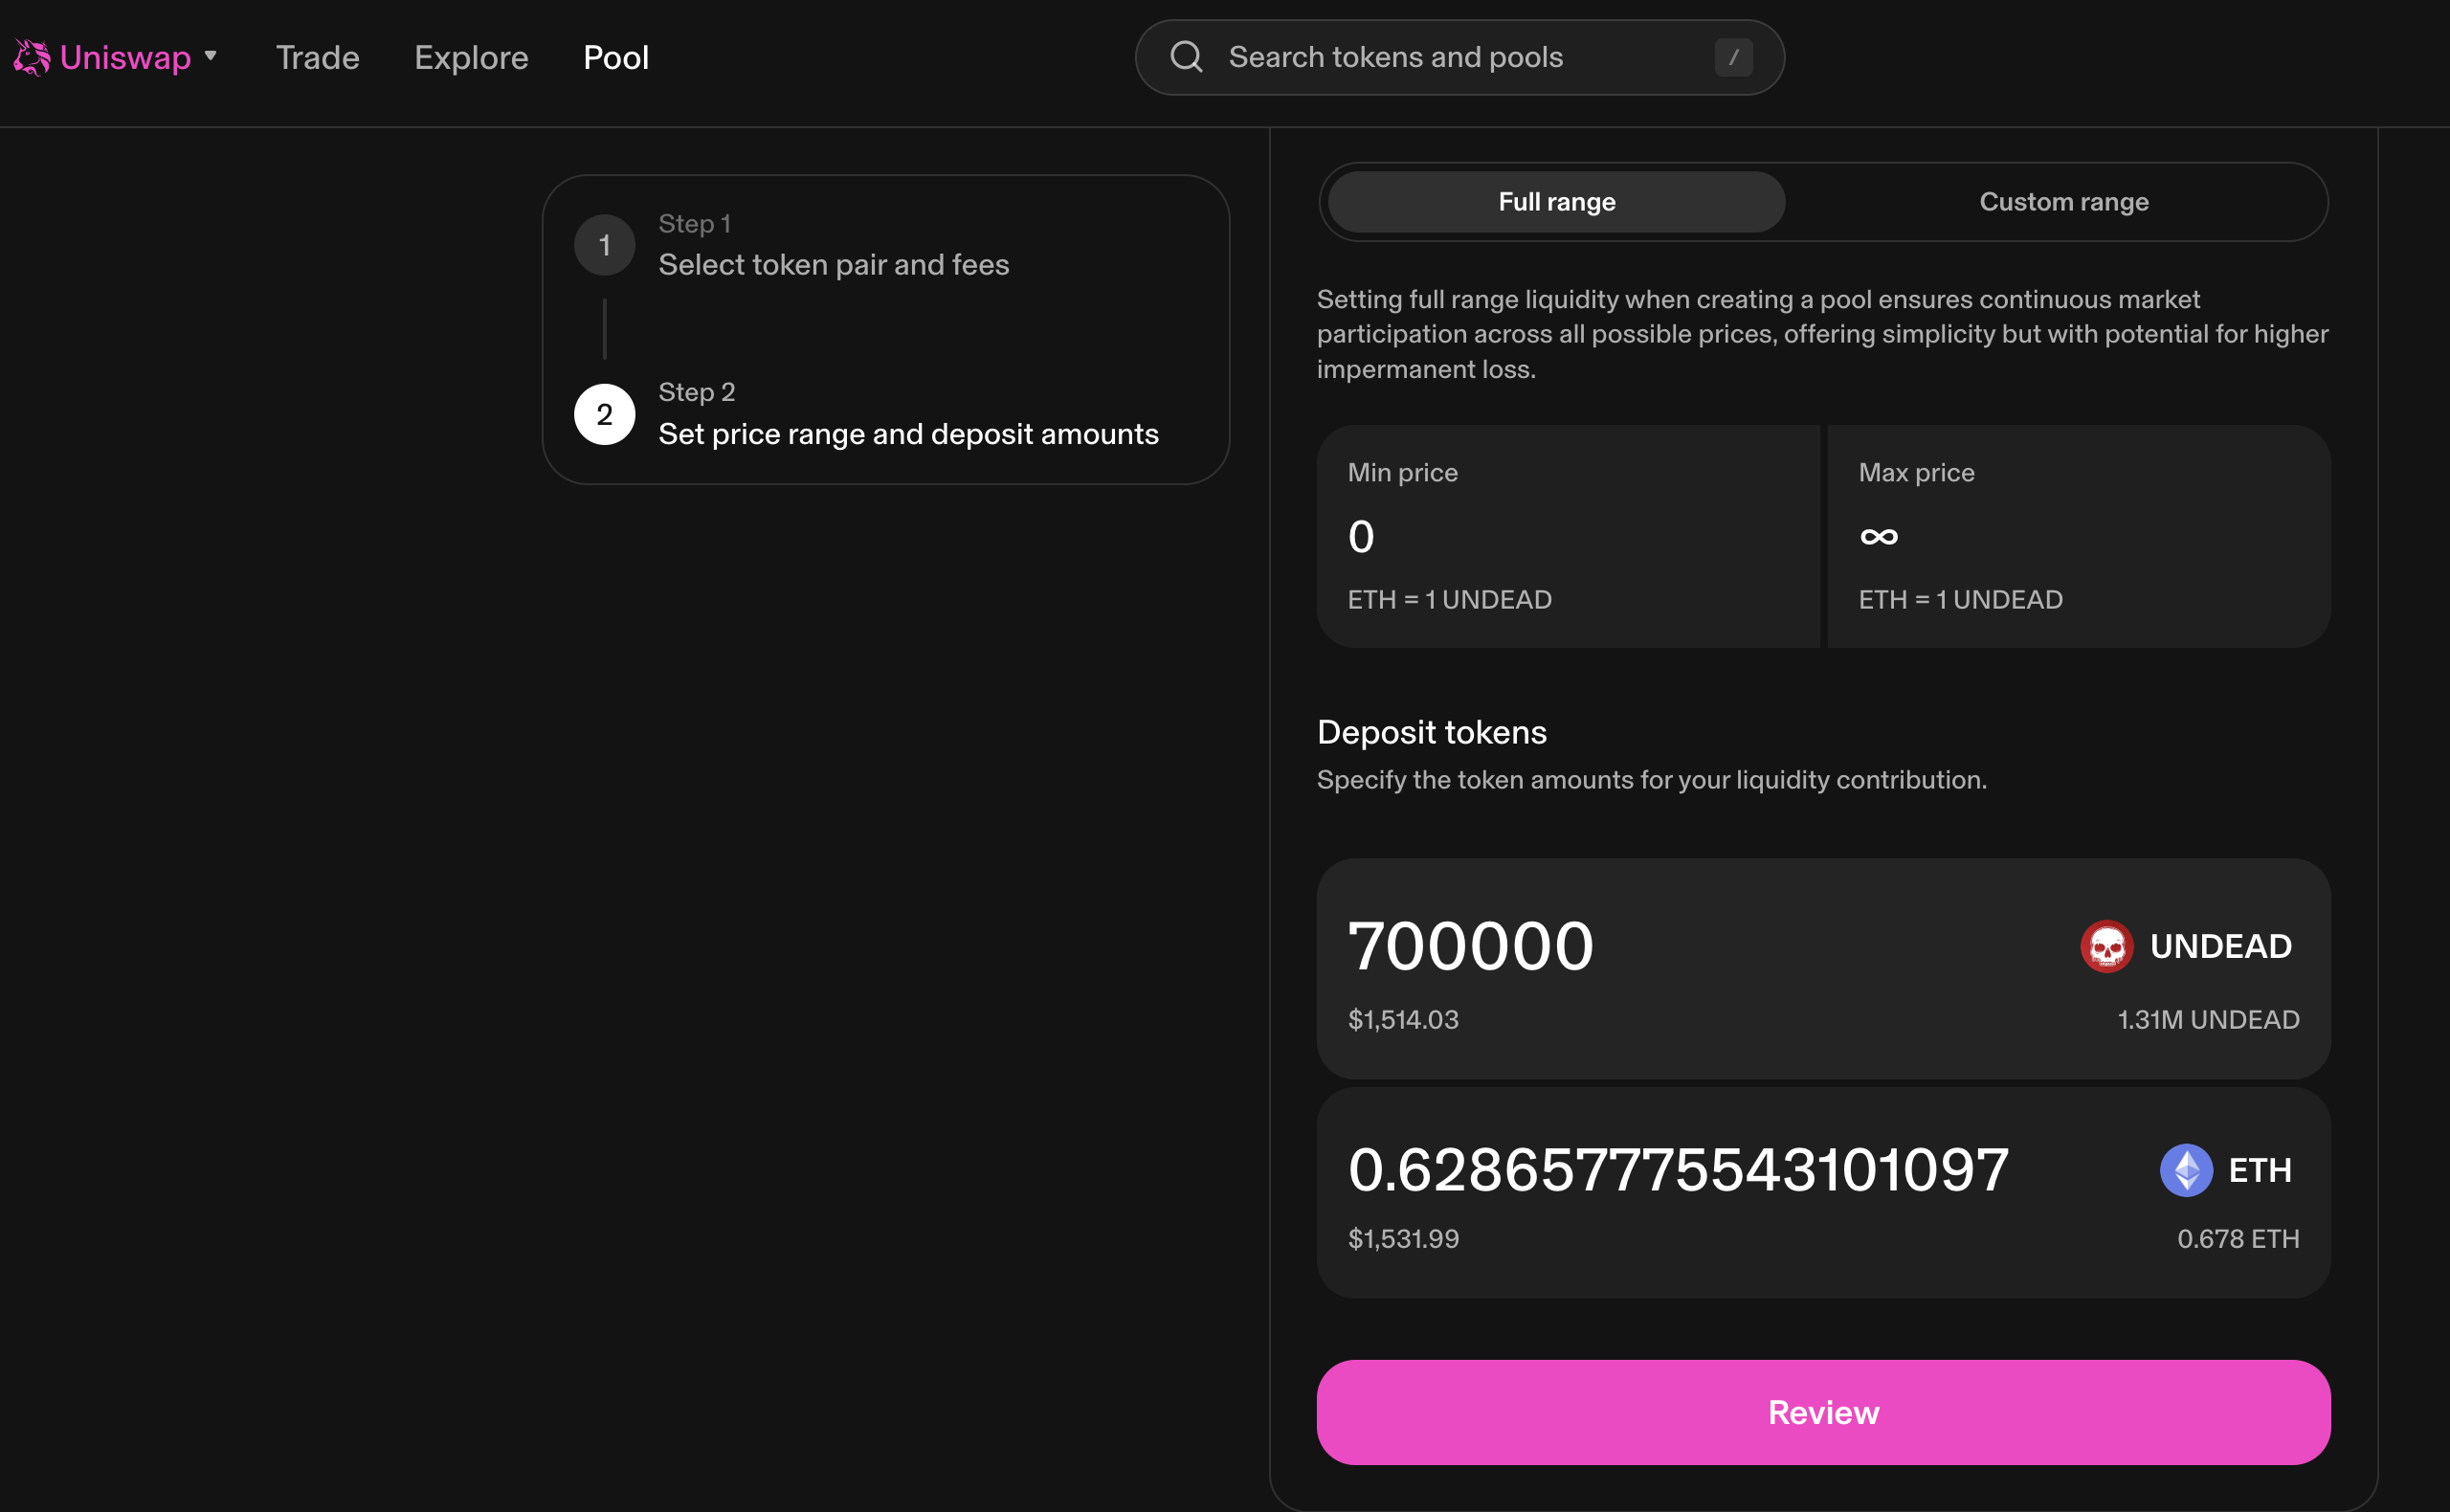 Uniswap
Trade
Explore
Pool
Search tokens and pools
/
1
Step 1
Select token pair and fees
2
Step 2
Set price range and deposit amounts
Full range
Custom range
Setting full range liquidity when creating a pool ensures continuous market
participation across all possible prices, offering simplicity but with potential for higher
impermanent loss.
Min price
0
ETH = 1 UNDEAD
Max price
∞
ETH = 1 UNDEAD
Deposit tokens
Specify the token amounts for your liquidity contribution.
700000
UNDEAD
$1,514.03
1.31M UNDEAD
0.6286577775543101097
ETH
$1,531.99
0.678 ETH
Review